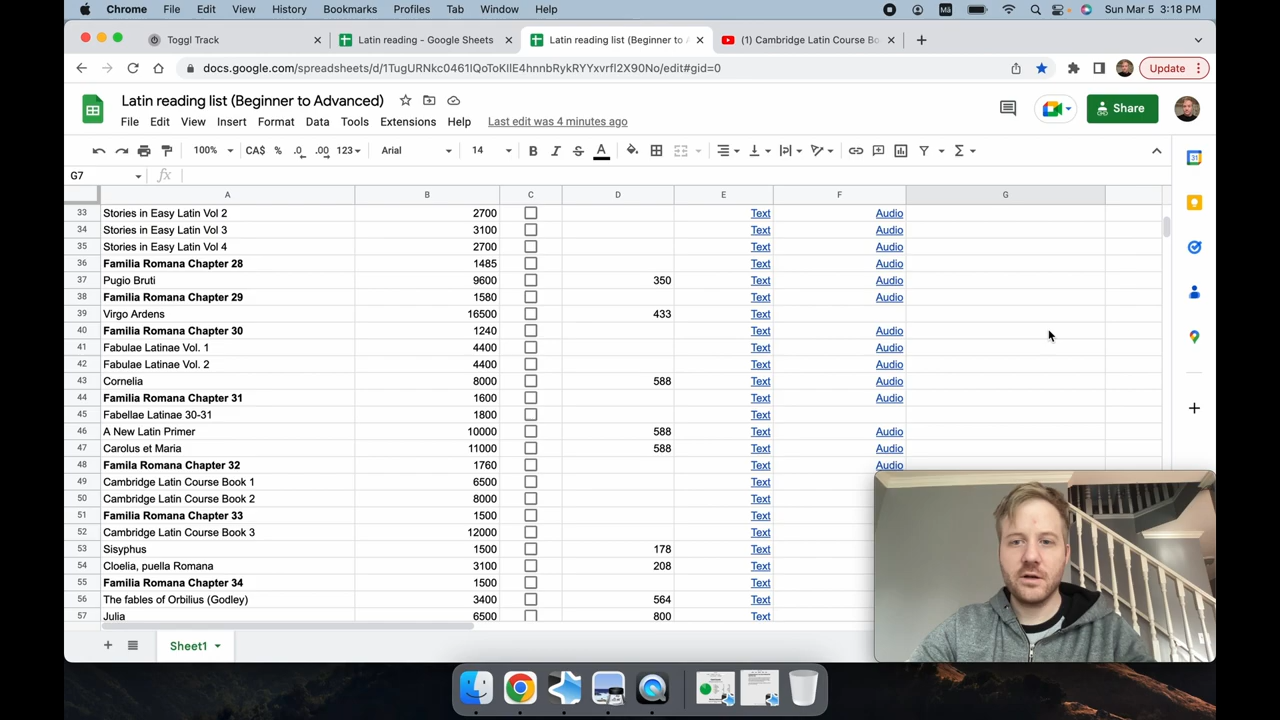 Chrome File Edit View History Bookmarks Profiles Tab Window Help Sun Mar 5 3:18 PM
Toggl Track Latin reading - Google Sheets Latin reading list (Beginner to A (1) Cambridge Latin Course Bo
docs.google.com/spreadsheets/d/1TugURNkc0461IQoToKIE4hnnbRykRYYxvrfl2X90No/edit#gid=0 Update
Latin reading list (Beginner to Advanced)
File Edit View Insert Format Data Tools Extensions Help Last edit was 4 minutes ago
Share
100% CA$ % .0 .00 123 Arial 14 B I S A
G7 fx
A B C D E F G
33 Stories in Easy Latin Vol 2 2700 Text Audio
34 Stories in Easy Latin Vol 3 3100 Text Audio
35 Stories in Easy Latin Vol 4 2700 Text Audio
36 Familia Romana Chapter 28 1485 Text Audio
37 Pugio Bruti 9600 350 Text Audio
38 Familia Romana Chapter 29 1580 Text Audio
39 Virgo Ardens 16500 433 Text
40 Familia Romana Chapter 30 1240 Text Audio
41 Fabulae Latinae Vol. 1 4400 Text Audio
42 Fabulae Latinae Vol. 2 4400 Text Audio
43 Cornelia 8000 588 Text Audio
44 Familia Romana Chapter 31 1600 Text Audio
45 Fabellae Latinae 30-31 1800 Text
46 A New Latin Primer 10000 588 Text Audio
47 Carolus et Maria 11000 588 Text Audio
48 Famila Romana Chapter 32 1760 Text Audio
49 Cambridge Latin Course Book 1 6500 Text
50 Cambridge Latin Course Book 2 8000 Text
51 Familia Romana Chapter 33 1500 Text
52 Cambridge Latin Course Book 3 12000 Text
53 Sisyphus 1500 178 Text
54 Cloelia, puella Romana 3100 208 Text
55 Familia Romana Chapter 34 1500 Text
56 The fables of Orbilius (Godley) 3400 564 Text
57 Julia 6500 800 Text
Sheet1